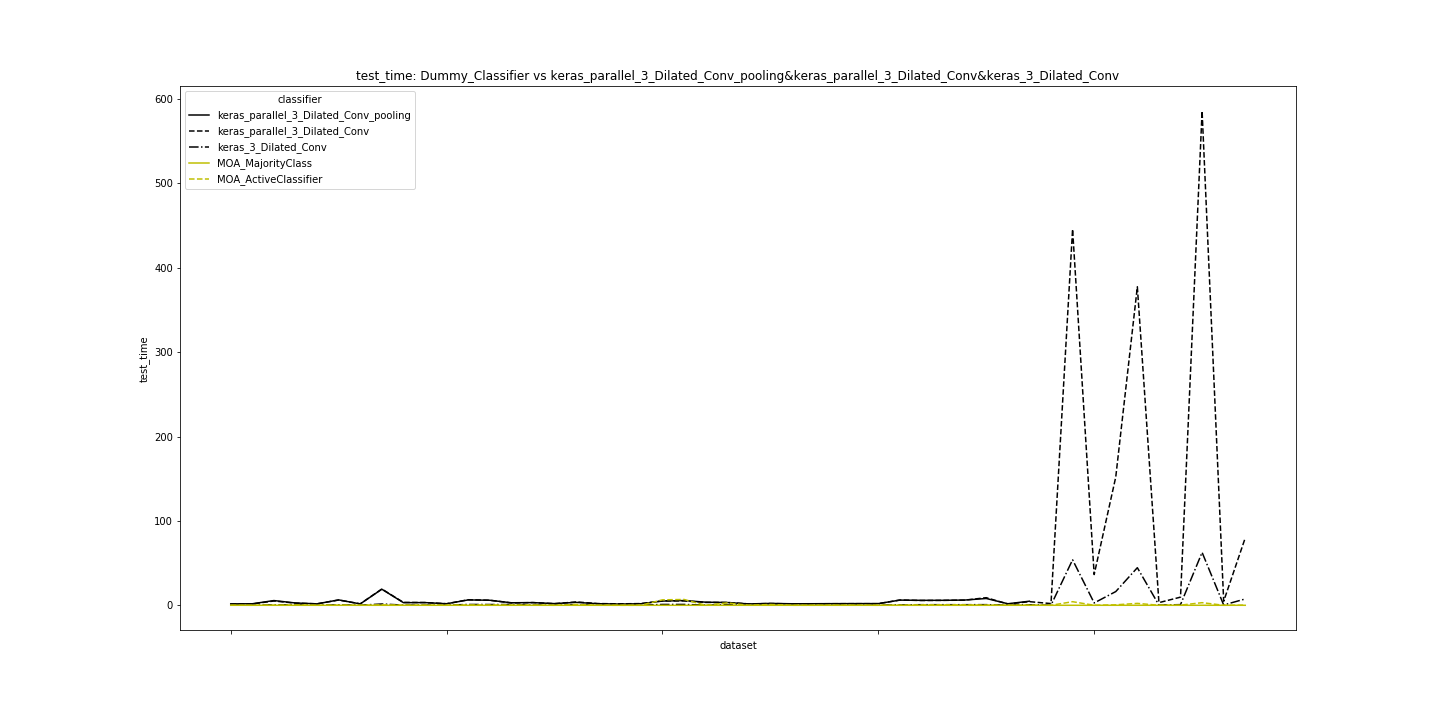 test_time: Dummy_Classifier vs keras_parallel_3_Dilated_Conv_pooling&keras_parallel_3_Dilated_Conv&keras_3_Dilated_Conv
classifier
keras_parallel_3_Dilated_Conv_pooling
keras_parallel_3_Dilated_Conv
keras_3_Dilated_Conv
MOA_MajorityClass
MOA_ActiveClassifier
600
500
400
300
200
100
0
test_time
dataset